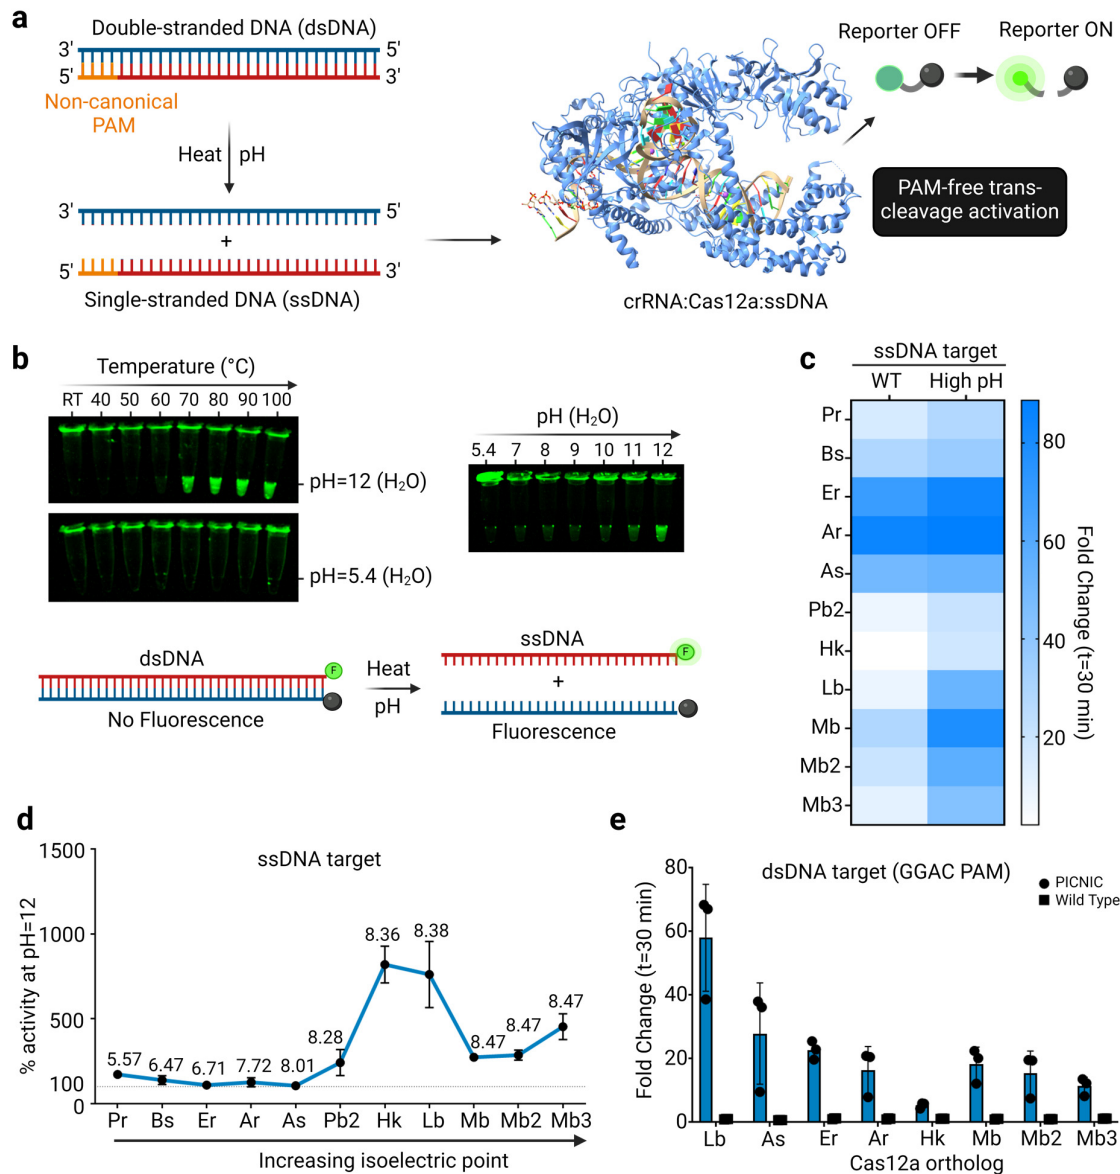 a
Double-stranded DNA (dsDNA)
3' 5'
5' 3'
Non-canonical
PAM
Heat pH
3' 5'
+
5' 3'
Single-stranded DNA (ssDNA)
crRNA:Cas12a:ssDNA
Reporter OFF Reporter ON
PAM-free trans-
cleavage activation
b
Temperature (°C)
RT 40 50 60 70 80 90 100
pH=12 (H₂O)
pH=5.4 (H₂O)
pH (H₂O)
5.4 7 8 9 10 11 12
dsDNA
F
No Fluorescence
Heat
pH
ssDNA
F
+
Fluorescence
c
ssDNA target
WT High pH
Pr
Bs
Er
Ar
As
Pb2
Hk
Lb
Mb
Mb2
Mb3
80
60
40
20
Fold Change (t=30 min)
d
ssDNA target
% activity at pH=12
1500
1000
500
100
0
5.57 6.47 6.71 7.72 8.01 8.28 8.36 8.38 8.47 8.47 8.47
Pr Bs Er Ar As Pb2 Hk Lb Mb Mb2 Mb3
Increasing isoelectric point
e
dsDNA target (GGAC PAM)
PICNIC
Wild Type
Fold Change (t=30 min)
80
60
40
20
0
Lb As Er Ar Hk Mb Mb2 Mb3
Cas12a ortholog